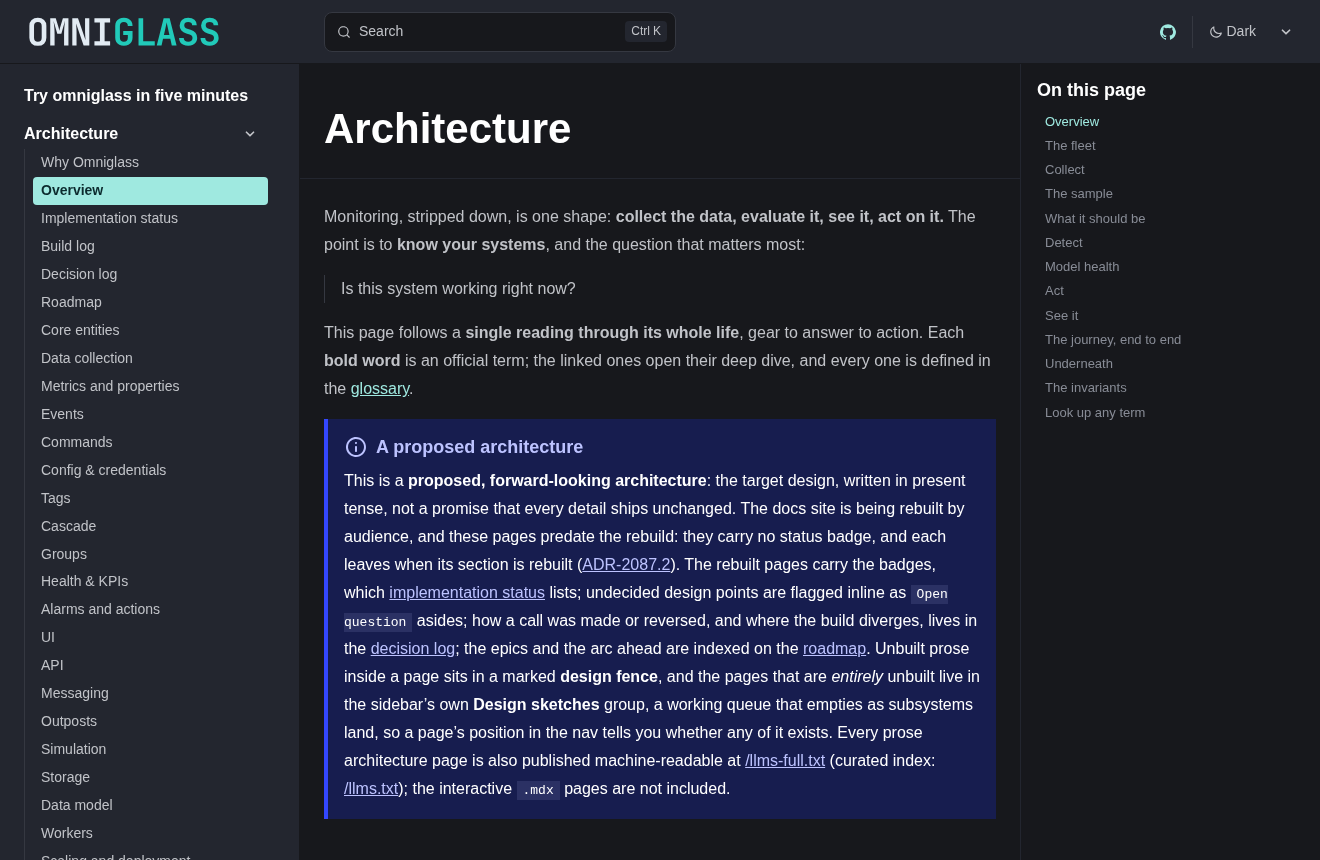 OMNIGLASS
Search
Ctrl K
Dark
Try omniglass in five minutes
Architecture
Why Omniglass
Overview
Implementation status
Build log
Decision log
Roadmap
Core entities
Data collection
Metrics and properties
Events
Commands
Config & credentials
Tags
Cascade
Groups
Health & KPIs
Alarms and actions
UI
API
Messaging
Outposts
Simulation
Storage
Data model
Workers
Scaling and deployment
Architecture
Monitoring, stripped down, is one shape: collect the data, evaluate it, see it, act on it. The
point is to know your systems, and the question that matters most:
Is this system working right now?
This page follows a single reading through its whole life, gear to answer to action. Each
bold word is an official term; the linked ones open their deep dive, and every one is defined in
the glossary.
A proposed architecture
This is a proposed, forward-looking architecture: the target design, written in present
tense, not a promise that every detail ships unchanged. The docs site is being rebuilt by
audience, and these pages predate the rebuild: they carry no status badge, and each
leaves when its section is rebuilt (ADR-2087.2). The rebuilt pages carry the badges,
which implementation status lists; undecided design points are flagged inline as Open
question asides; how a call was made or reversed, and where the build diverges, lives in
the decision log; the epics and the arc ahead are indexed on the roadmap. Unbuilt prose
inside a page sits in a marked design fence, and the pages that are entirely unbuilt live in
the sidebar’s own Design sketches group, a working queue that empties as subsystems
land, so a page’s position in the nav tells you whether any of it exists. Every prose
architecture page is also published machine-readable at /llms-full.txt (curated index:
/llms.txt); the interactive .mdx pages are not included.
On this page
Overview
The fleet
Collect
The sample
What it should be
Detect
Model health
Act
See it
The journey, end to end
Underneath
The invariants
Look up any term